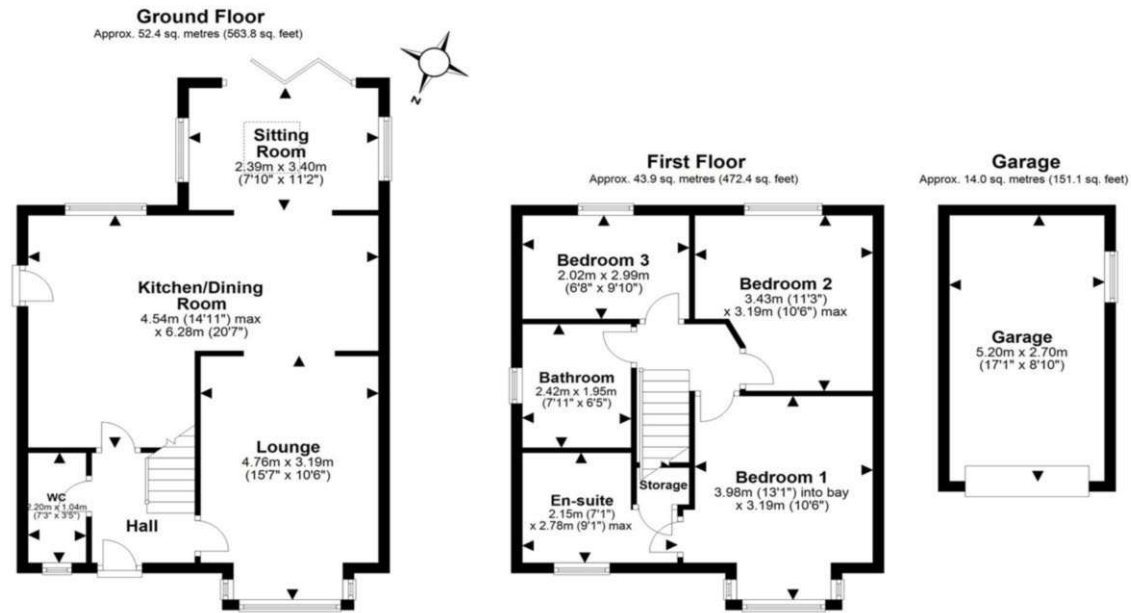 Ground Floor
Approx. 52.4 sq. metres (563.8 sq. feet)
N
Sitting
Room
2.39m x 3.40m
(7'10" x 11'2")
Kitchen/Dining
Room
4.54m (14'11") max
x 6.28m (20'7")
Lounge
4.76m x 3.19m
(15'7" x 10'6")
WC
2.20m x 1.04m
(7'3" x 3'5")
Hall
First Floor
Approx. 43.9 sq. metres (472.4 sq. feet)
Bedroom 3
2.02m x 2.99m
(6'8" x 9'10")
Bedroom 2
3.43m (11'3")
x 3.19m (10'6") max
Bathroom
2.42m x 1.95m
(7'11" x 6'5")
Storage
En-suite
2.15m (7'1")
x 2.78m (9'1") max
Bedroom 1
3.98m (13'1") into bay
x 3.19m (10'6")
Garage
Approx. 14.0 sq. metres (151.1 sq. feet)
Garage
5.20m x 2.70m
(17'1" x 8'10")